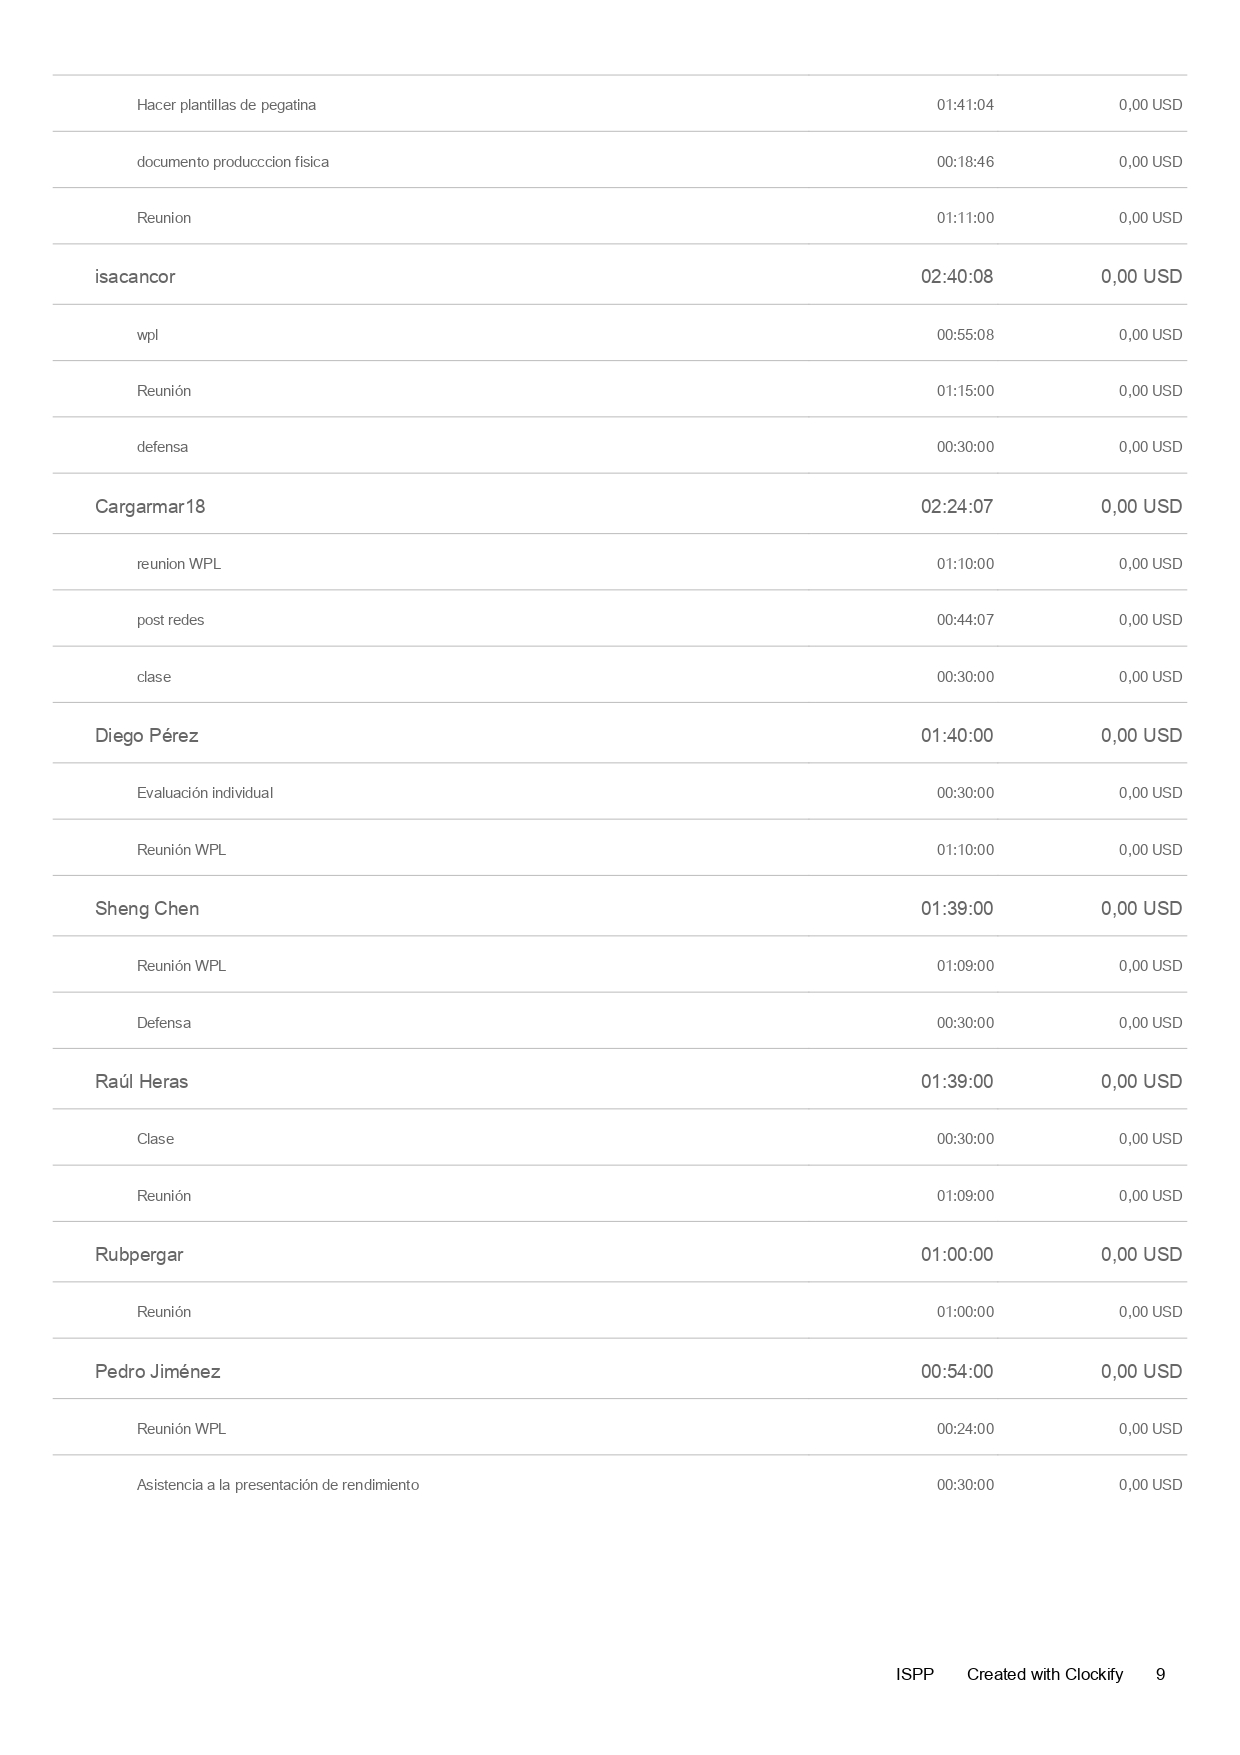 Hacer plantillas de pegatina 01:41:04 0,00 USD
documento producccion fisica 00:18:46 0,00 USD
Reunion 01:11:00 0,00 USD
isacancor 02:40:08 0,00 USD
wpl 00:55:08 0,00 USD
Reunión 01:15:00 0,00 USD
defensa 00:30:00 0,00 USD
Cargarmar18 02:24:07 0,00 USD
reunion WPL 01:10:00 0,00 USD
post redes 00:44:07 0,00 USD
clase 00:30:00 0,00 USD
Diego Pérez 01:40:00 0,00 USD
Evaluación individual 00:30:00 0,00 USD
Reunión WPL 01:10:00 0,00 USD
Sheng Chen 01:39:00 0,00 USD
Reunión WPL 01:09:00 0,00 USD
Defensa 00:30:00 0,00 USD
Raúl Heras 01:39:00 0,00 USD
Clase 00:30:00 0,00 USD
Reunión 01:09:00 0,00 USD
Rubpergar 01:00:00 0,00 USD
Reunión 01:00:00 0,00 USD
Pedro Jiménez 00:54:00 0,00 USD
Reunión WPL 00:24:00 0,00 USD
Asistencia a la presentación de rendimiento 00:30:00 0,00 USD
ISPP Created with Clockify 9